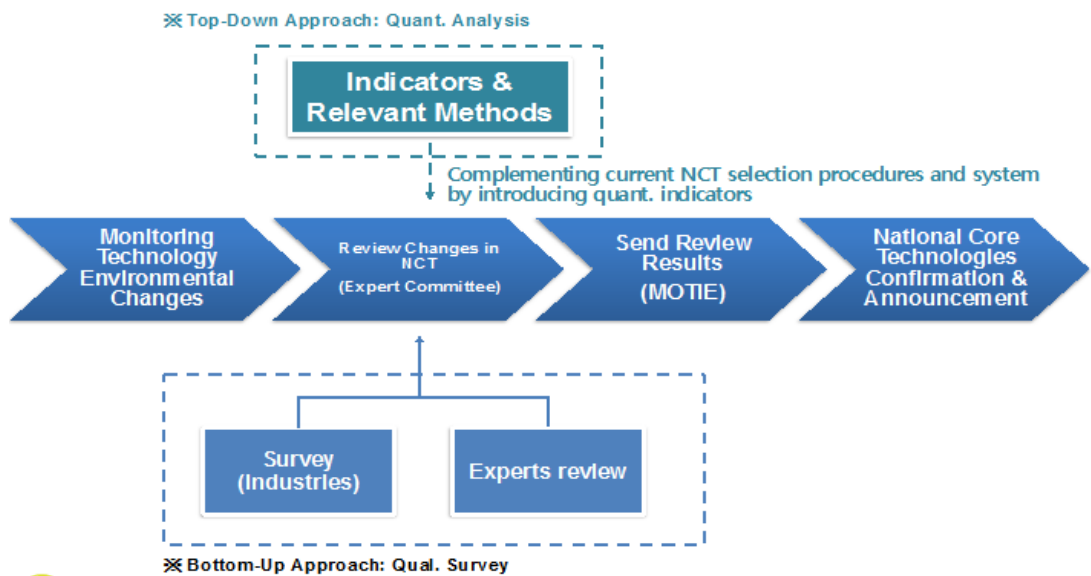 ※ Top-Down Approach: Quant. Analysis
Indicators &
Relevant Methods
Complementing current NCT selection procedures and system
by introducing quant. indicators
Monitoring
Technology
Environmental
Changes
Review Changes in
NCT
(Expert Committee)
Send Review
Results
(MOTIE)
National Core
Technologies
Confirmation &
Announcement
Survey
(Industries)
Experts review
※ Bottom-Up Approach: Qual. Survey